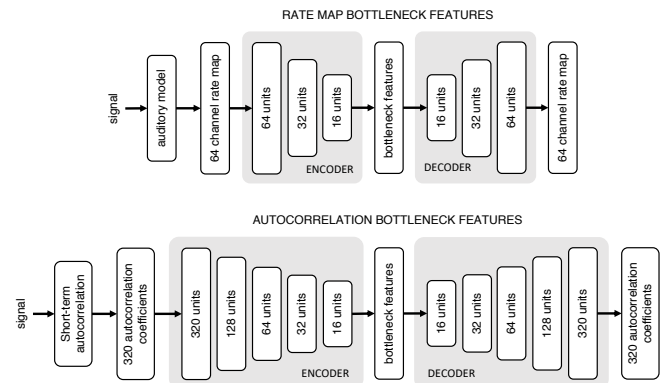 RATE MAP BOTTLENECK FEATURES
signal
auditory model
64 channel rate map
64 units
32 units
16 units
ENCODER
bottleneck features
16 units
32 units
64 units
DECODER
64 channel rate map
AUTOCORRELATION BOTTLENECK FEATURES
signal
Short-term
autocorrelation
320 autocorrelation
coefficients
320 units
128 units
64 units
32 units
16 units
ENCODER
bottleneck features
16 units
32 units
64 units
128 units
320 units
DECODER
320 autocorrelation
coefficients